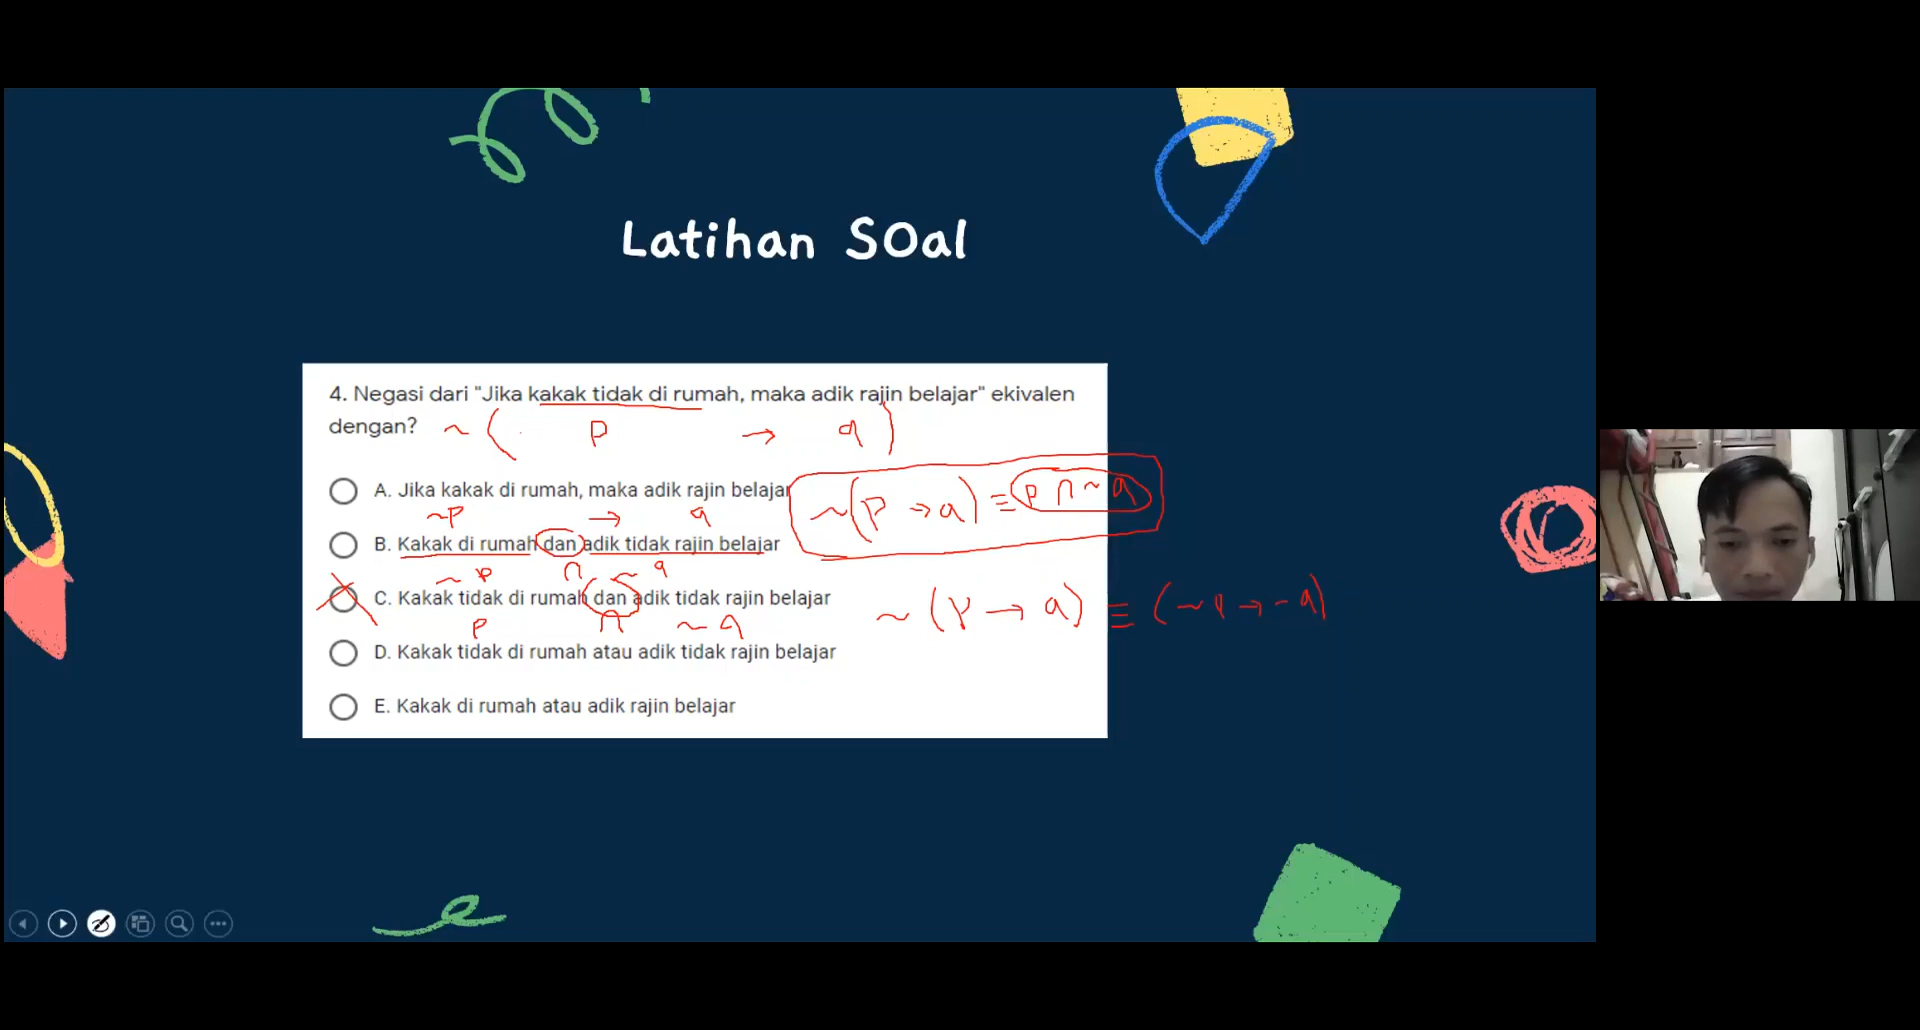 Latihan SOal
4. Negasi dari "Jika kakak tidak di rumah, maka adik rajin belajar" ekivalen
dengan?
~ ( p → q )
A. Jika kakak di rumah, maka adik rajin belajar
~p → q
~(p → q) ≡ p ∩ ~q
B. Kakak di rumah dan adik tidak rajin belajar
~p ∩ ~q
C. Kakak tidak di rumah dan adik tidak rajin belajar
p ∩ ~q
~(p → q) ≡ (~p → ~q)
D. Kakak tidak di rumah atau adik tidak rajin belajar
E. Kakak di rumah atau adik rajin belajar